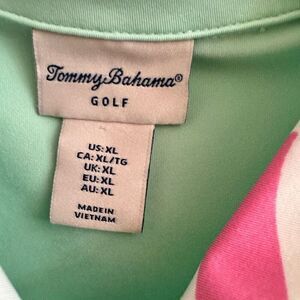 Tommy Bahama®
GOLF
US: XL
CA: XL/TG
UK: XL
EU: XL
AU: XL
MADE IN
VIETNAM